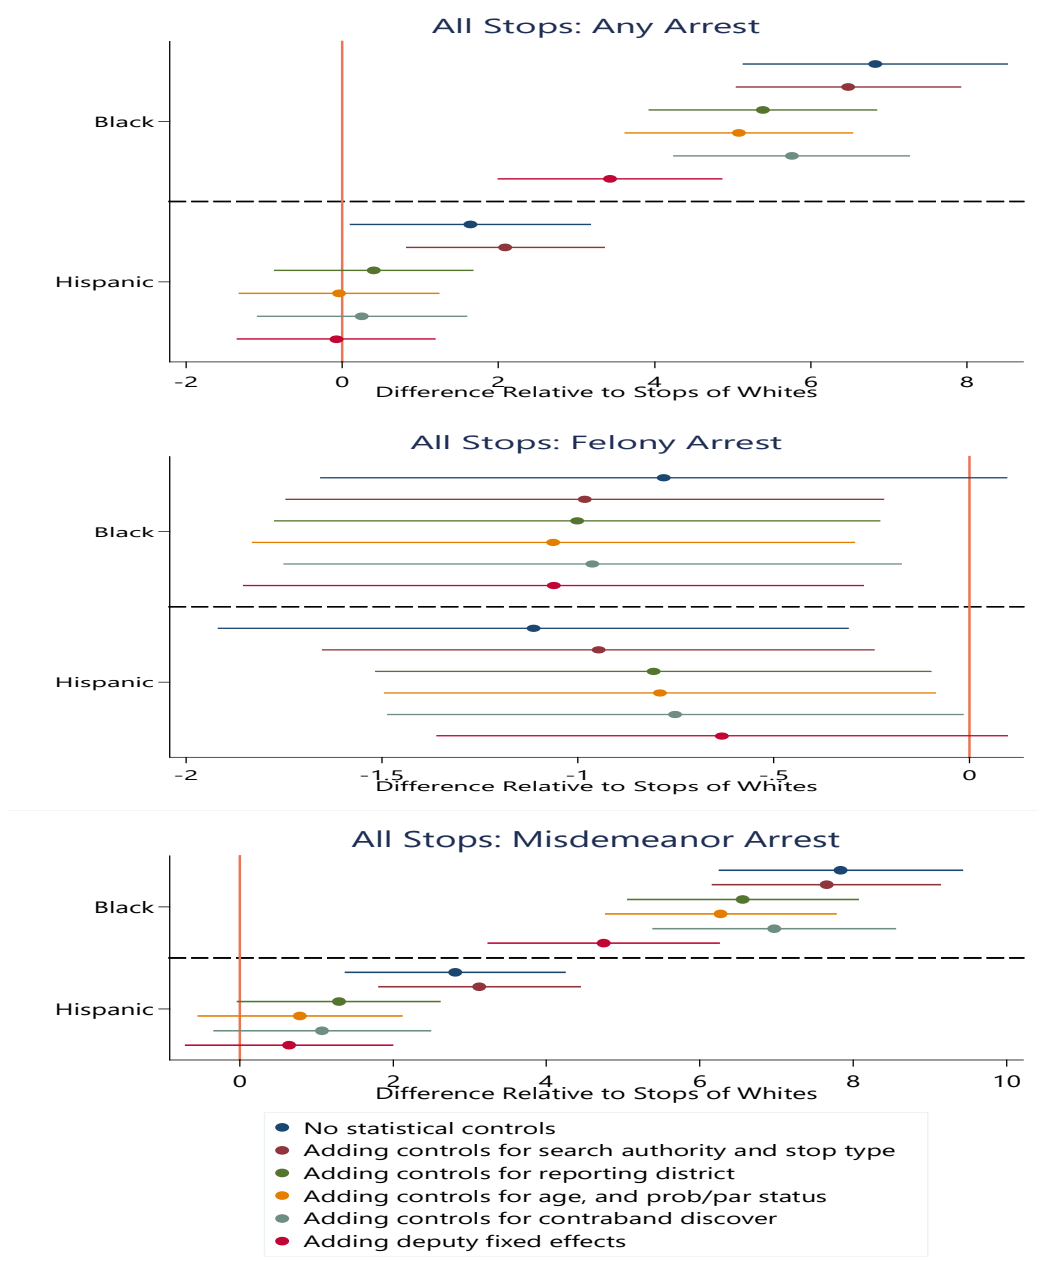 All Stops: Any Arrest
Black
Hispanic
-2 0 2 4 6 8
Difference Relative to Stops of Whites
All Stops: Felony Arrest
Black
Hispanic
-2 -1.5 -1 -.5 0
Difference Relative to Stops of Whites
All Stops: Misdemeanor Arrest
Black
Hispanic
0 2 4 6 8 10
Difference Relative to Stops of Whites
No statistical controls
Adding controls for search authority and stop type
Adding controls for reporting district
Adding controls for age, and prob/par status
Adding controls for contraband discover
Adding deputy fixed effects